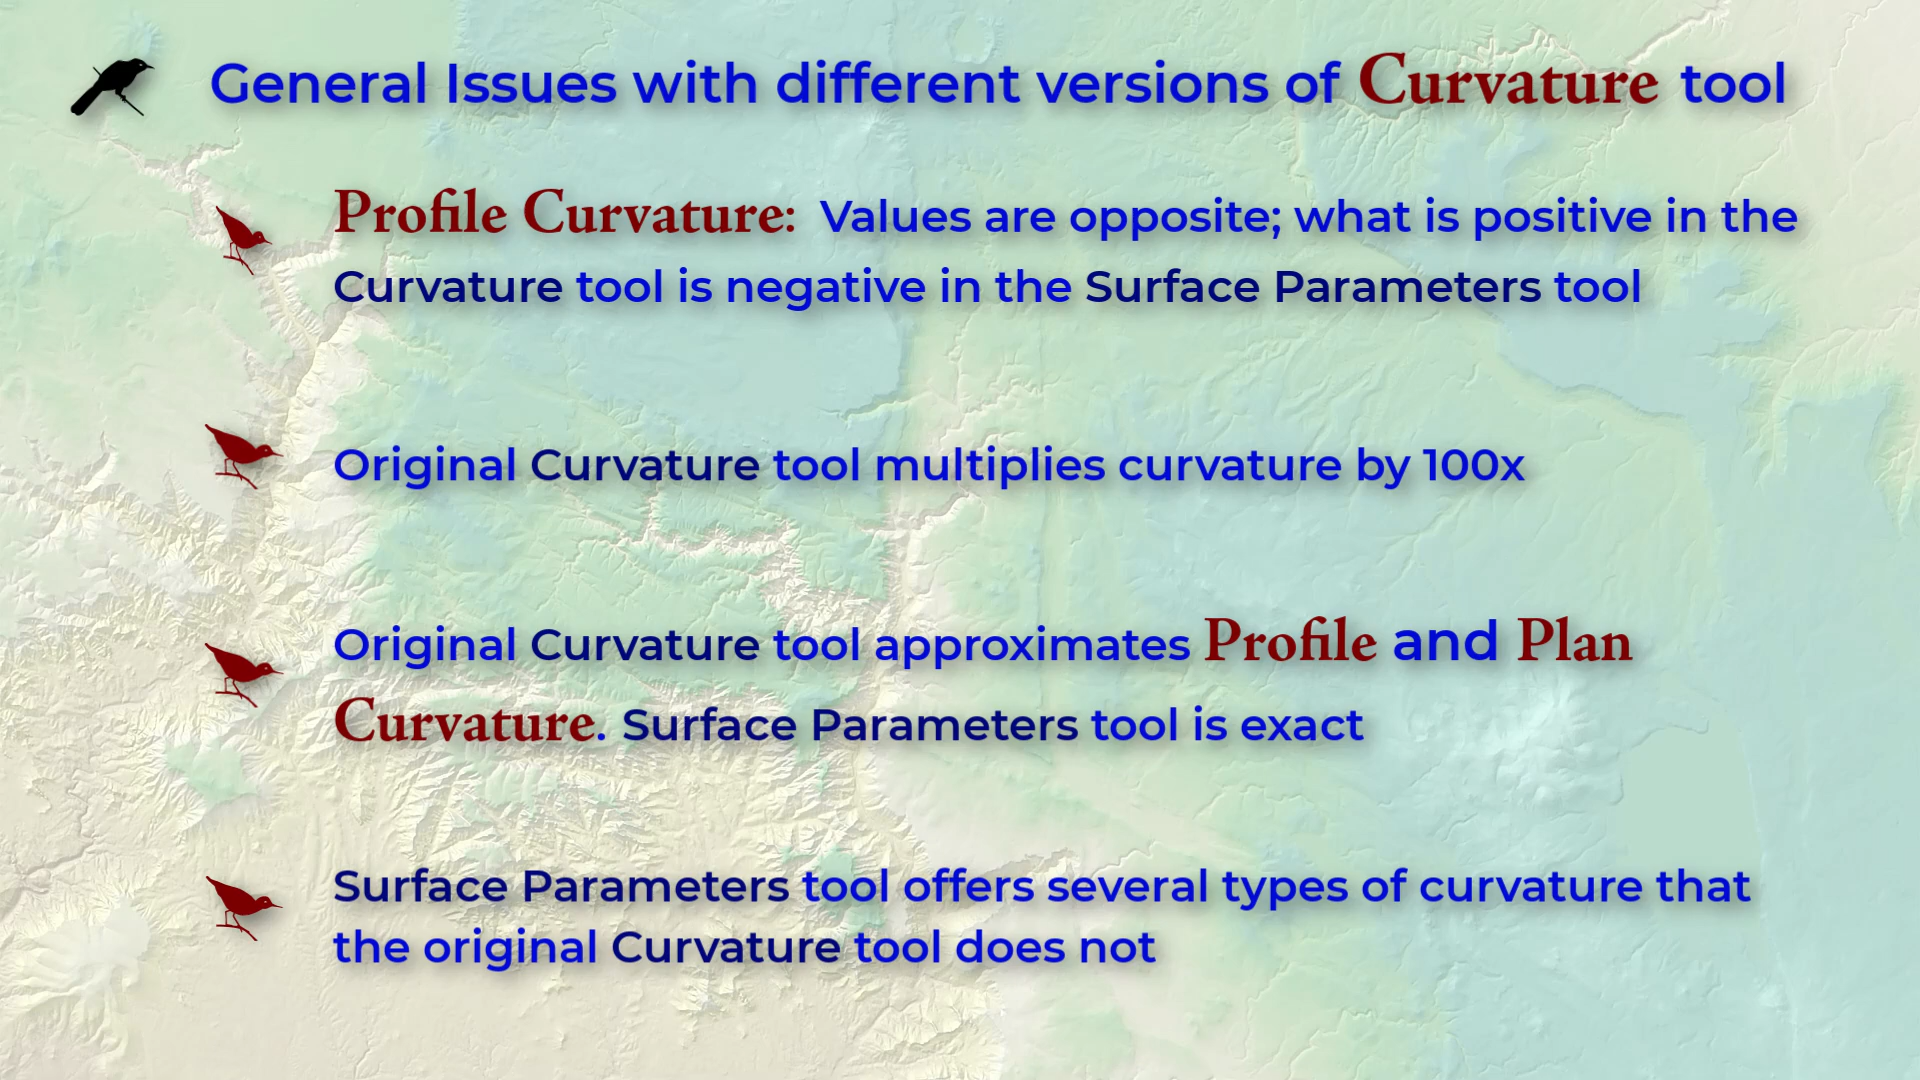 General Issues with different versions of Curvature tool
Profile Curvature: Values are opposite; what is positive in the
Curvature tool is negative in the Surface Parameters tool
Original Curvature tool multiplies curvature by 100x
Original Curvature tool approximates Profile and Plan
Curvature. Surface Parameters tool is exact
Surface Parameters tool offers several types of curvature that
the original Curvature tool does not